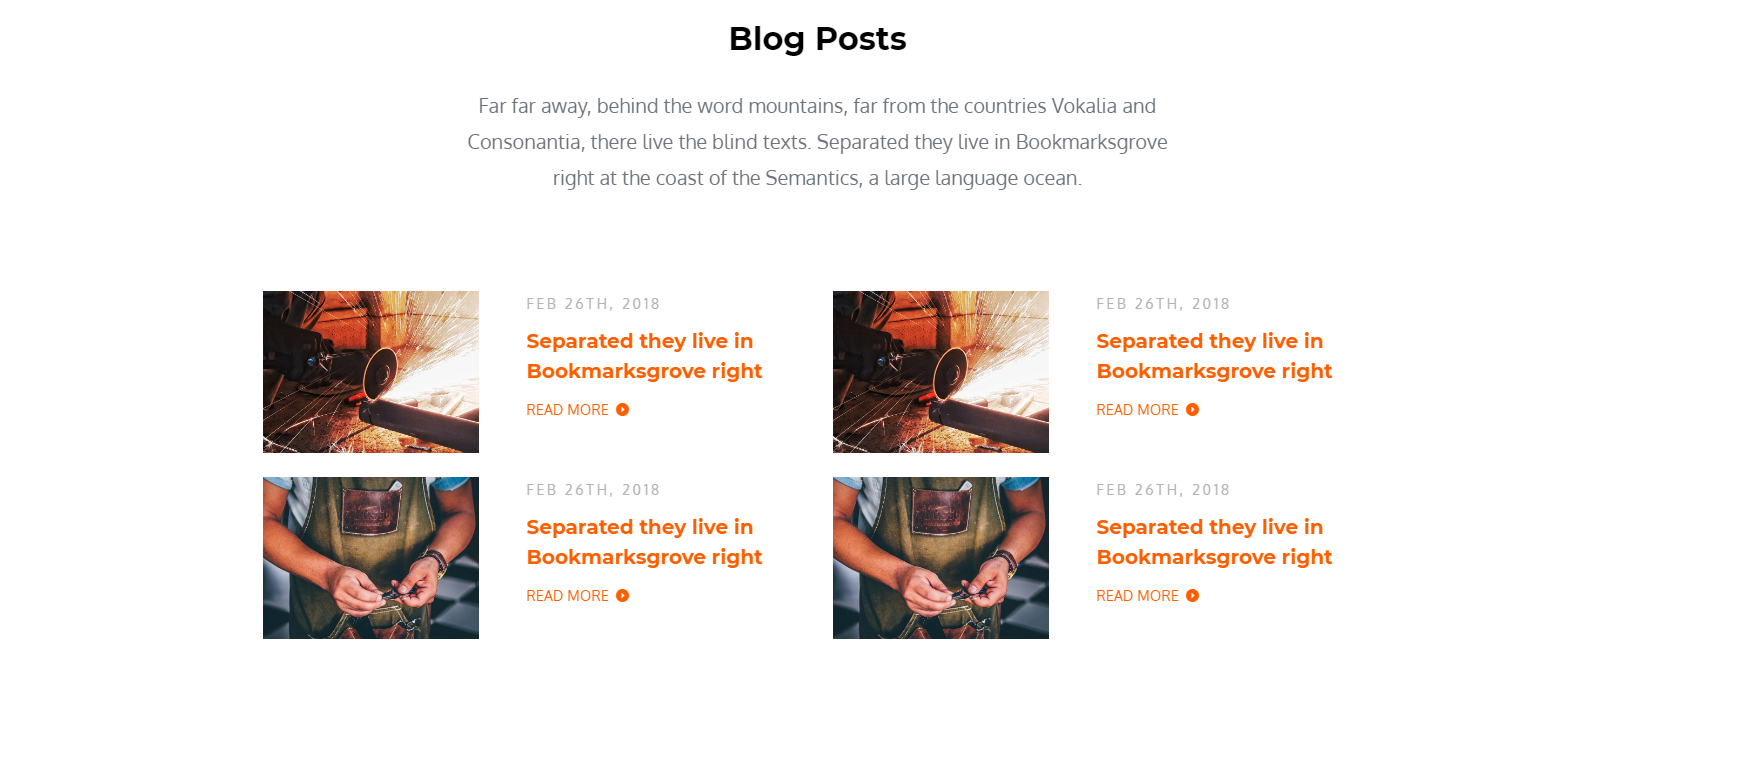 Blog Posts
Far far away, behind the word mountains, far from the countries Vokalia and
Consonantia, there live the blind texts. Separated they live in Bookmarksgrove
right at the coast of the Semantics, a large language ocean.
FEB 26TH, 2018
Separated they live in
Bookmarksgrove right
READ MORE
FEB 26TH, 2018
Separated they live in
Bookmarksgrove right
READ MORE
FEB 26TH, 2018
Separated they live in
Bookmarksgrove right
READ MORE
FEB 26TH, 2018
Separated they live in
Bookmarksgrove right
READ MORE